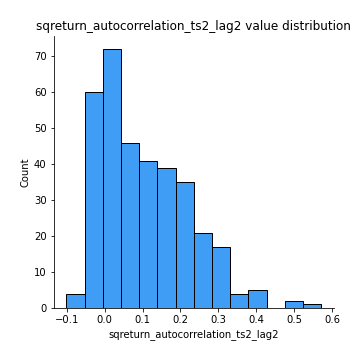 sqreturn_autocorrelation_ts2_lag2 value distribution
70
60
50
40
30
20
10
0
Count
−0.1 0.0 0.1 0.2 0.3 0.4 0.5 0.6
sqreturn_autocorrelation_ts2_lag2